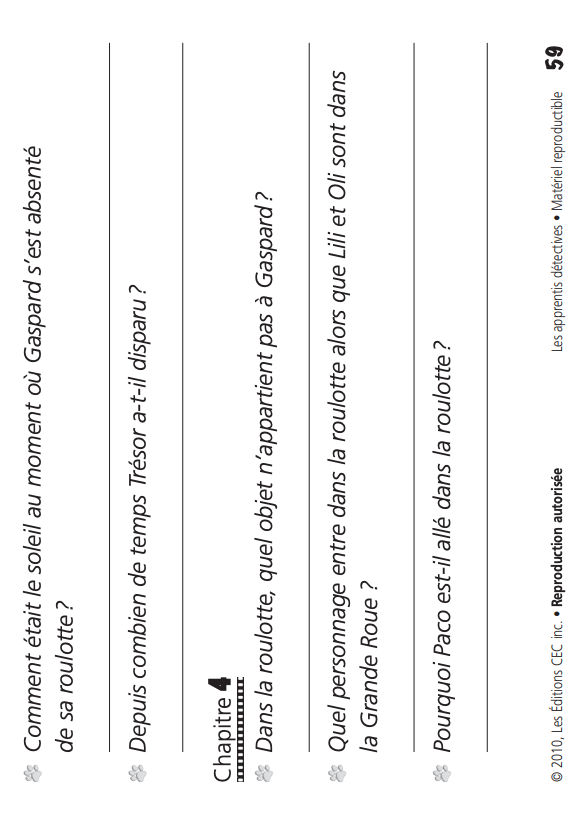 Comment était le soleil au moment où Gaspard s’est absenté
de sa roulotte ?
Depuis combien de temps Trésor a-t-il disparu ?
Chapitre 4
Dans la roulotte, quel objet n’appartient pas à Gaspard ?
Quel personnage entre dans la roulotte alors que Lili et Oli sont dans
la Grande Roue ?
Pourquoi Paco est-il allé dans la roulotte ?
© 2010, Les Éditions CEC inc. • Reproduction autorisée Les apprentis détectives • Matériel reproductible 59